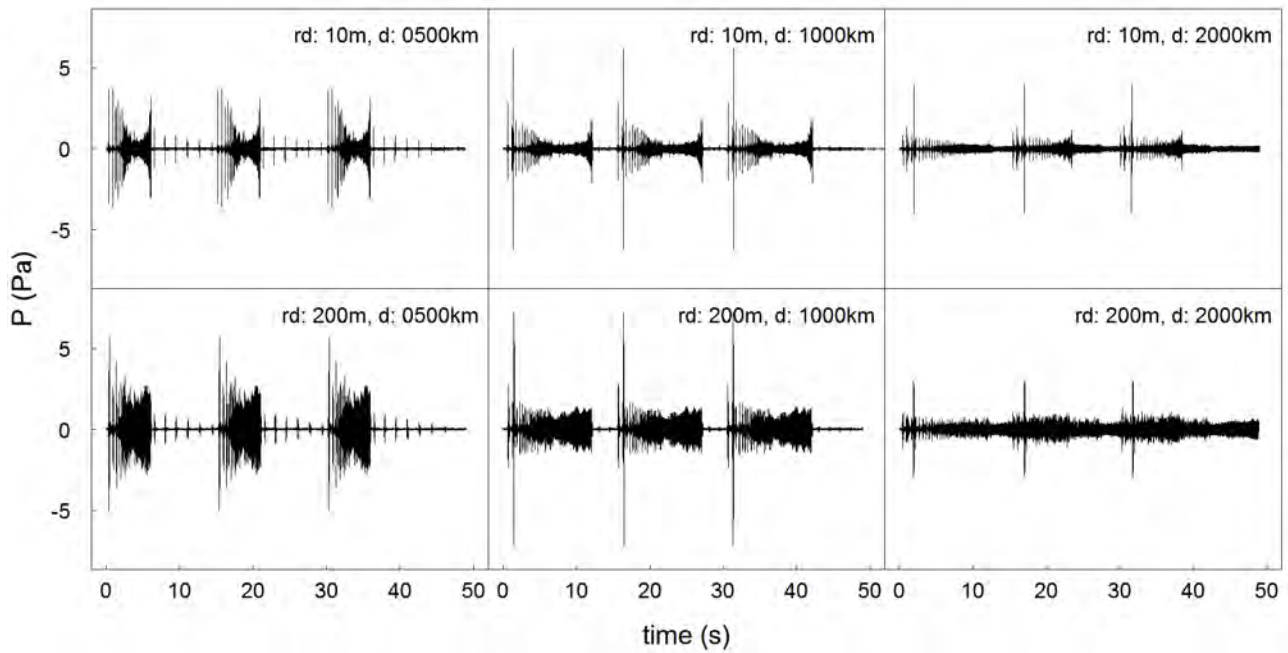 rd: 10m, d: 0500km
rd: 10m, d: 1000km
rd: 10m, d: 2000km
5
0
-5
rd: 200m, d: 0500km
rd: 200m, d: 1000km
rd: 200m, d: 2000km
5
0
-5
P (Pa)
0 10 20 30 40 50 0 10 20 30 40 50 0 10 20 30 40 50
time (s)